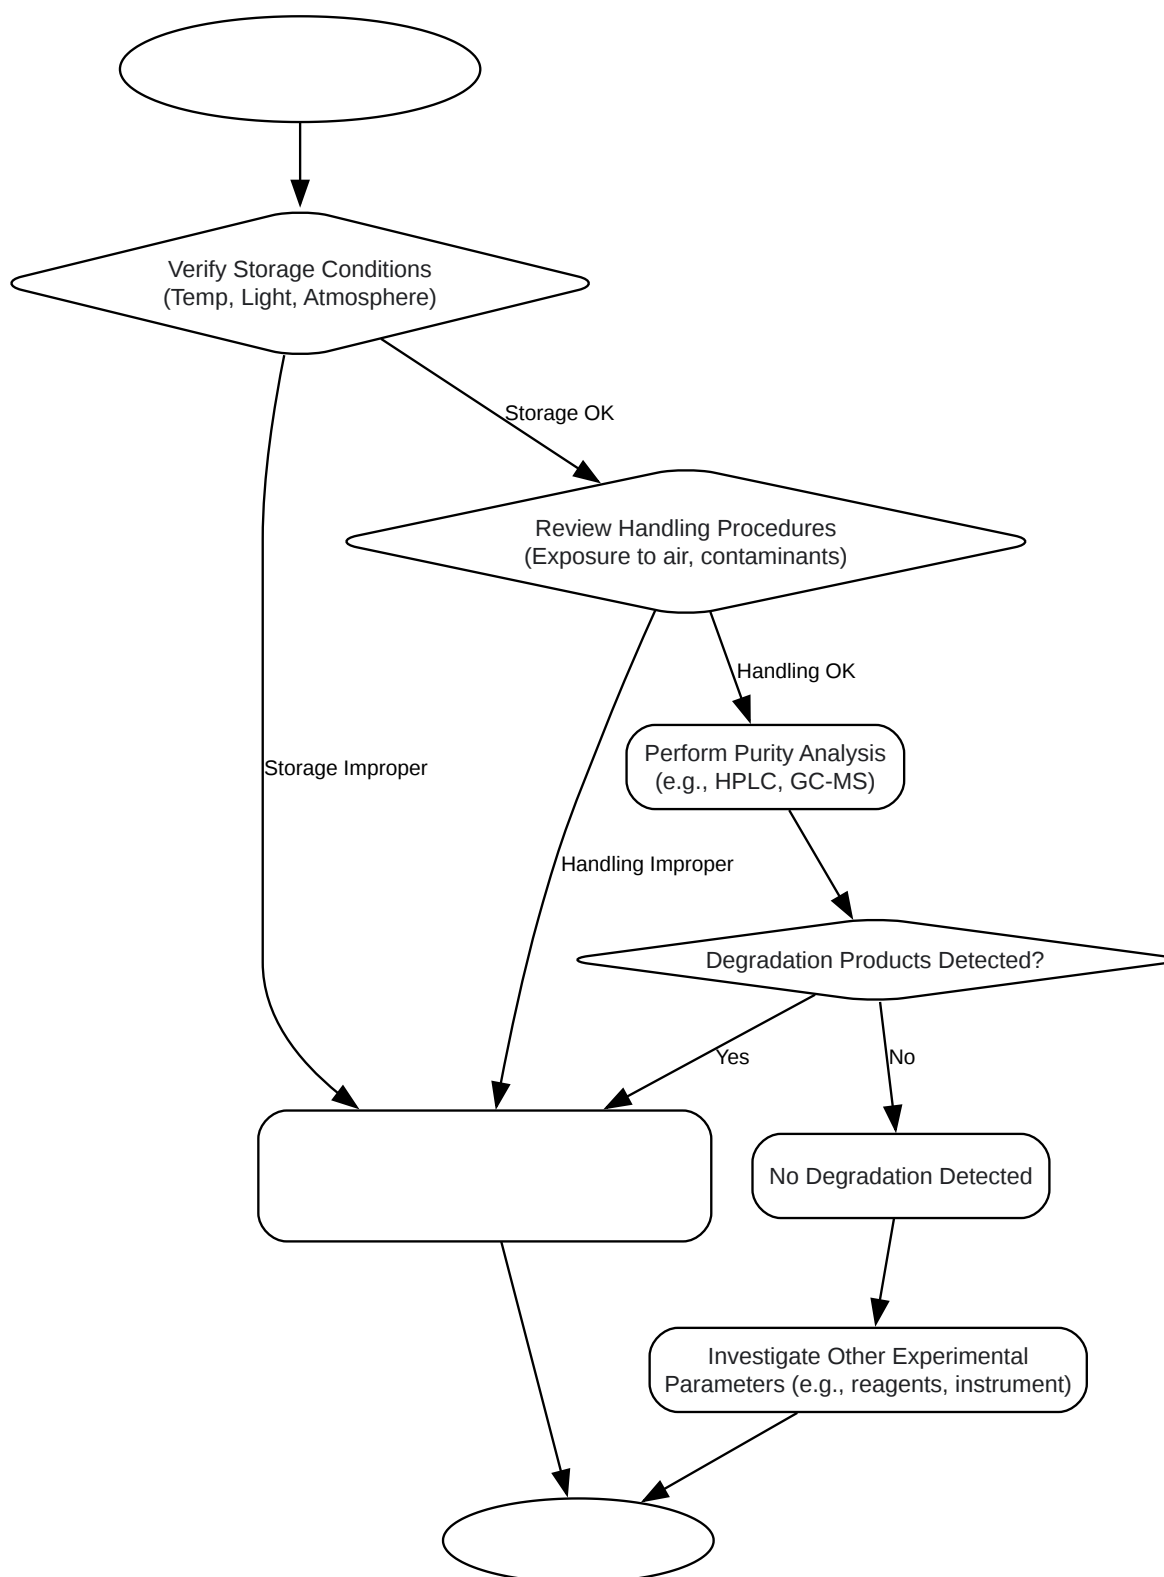 Verify Storage Conditions
(Temp, Light, Atmosphere)
Storage OK
Review Handling Procedures
(Exposure to air, contaminants)
Handling OK
Perform Purity Analysis
(e.g., HPLC, GC-MS)
Storage Improper
Handling Improper
Degradation Products Detected?
Yes
No
No Degradation Detected
Investigate Other Experimental
Parameters (e.g., reagents, instrument)